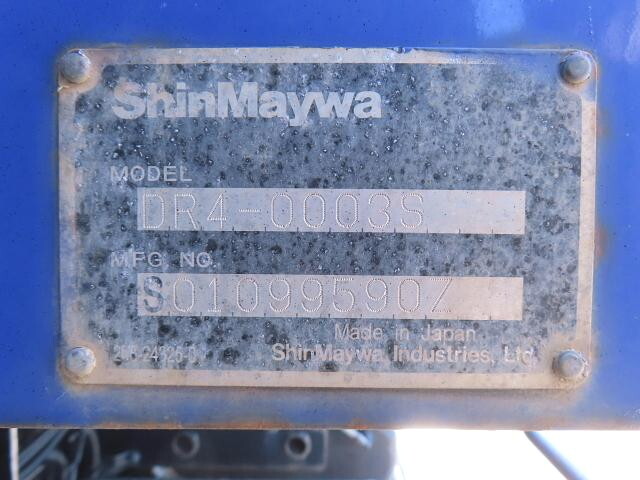 ShinMaywa
MODEL
DR4-0003S
MFG NO.
S01099590Z
Made in Japan
ShinMaywa Industries, Ltd.